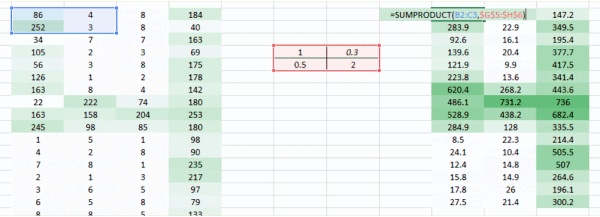 86 4 8 184 =SUMPRODUCT(B2:C3,$G$5:$H$6) 147.2
252 3 8 40 283.9 22.9 349.5
34 7 7 163 92.6 16.1 195.4
105 2 3 69 1 0.3 139.6 20.4 377.7
56 3 8 175 0.5 2 121.9 9.9 417.5
126 1 2 178 223.8 13.6 341.4
163 8 4 142 620.4 268.2 443.6
22 222 74 180 486.1 731.2 736
163 158 204 253 528.9 438.2 682.4
245 98 85 180 284.9 128 335.5
1 5 1 98 8.5 22.3 214.4
4 2 8 90 24.1 10.4 505.5
7 1 8 235 12.4 14.8 507
2 1 3 217 15.8 14.9 264.6
3 6 5 97 17.8 26 196.1
6 5 8 79 27.5 21.4 300.2